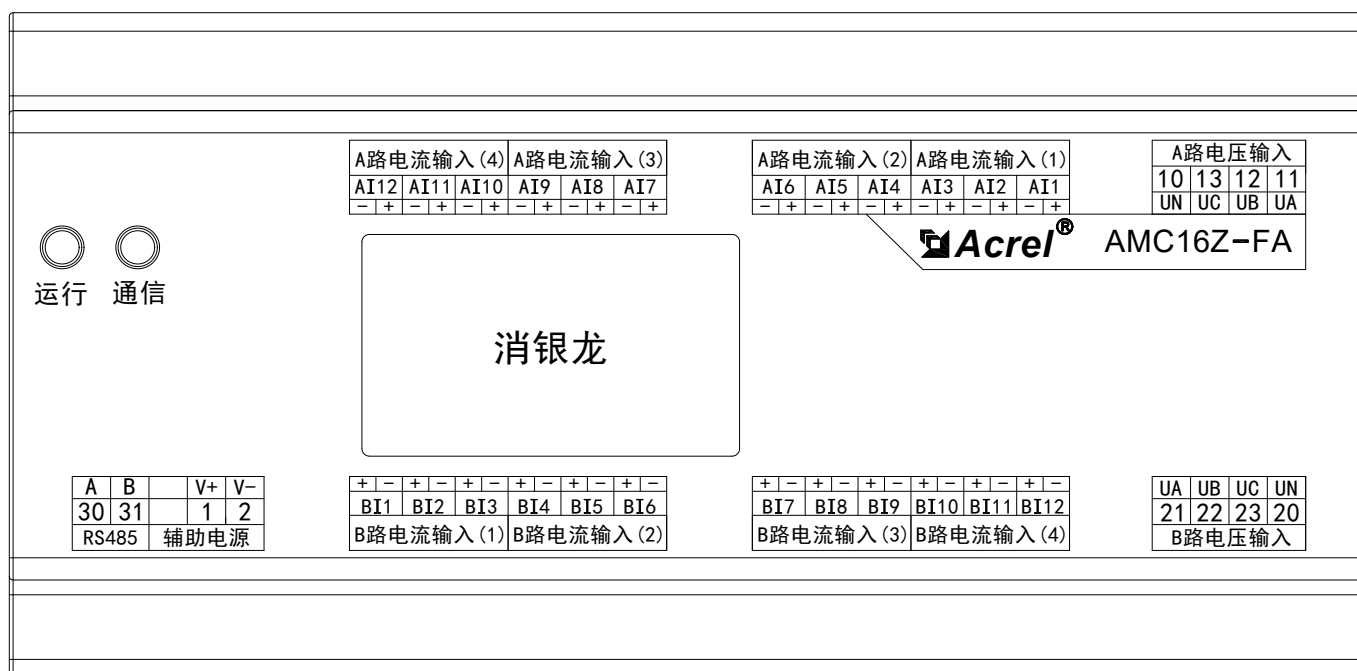 A路电流输入(4) A路电流输入(3) A路电流输入(2) A路电流输入(1) A路电压输入
AI12 AI11 AI10 AI9 AI8 AI7 AI6 AI5 AI4 AI3 AI2 AI1 10 13 12 11
- + - + - + - + - + - + - + - + - + - + - + - + UN UC UB UA
Acrel® AMC16Z-FA
运行 通信
消银龙
A B V+ V- + - + - + - + - + - + - + - + - + - + - + - + - UA UB UC UN
30 31 1 2 BI1 BI2 BI3 BI4 BI5 BI6 BI7 BI8 BI9 BI10 BI11 BI12 21 22 23 20
RS485 辅助电源 B路电流输入(1) B路电流输入(2) B路电流输入(3) B路电流输入(4) B路电压输入